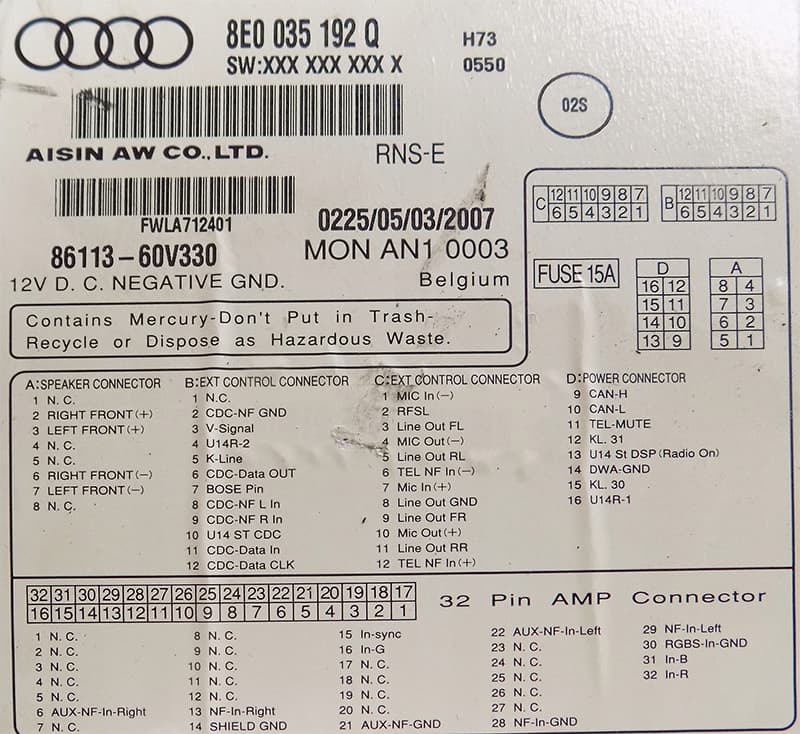 8E0 035 192 Q
H73
SW:XXX XXX XXX X
0550
02S
AISIN AW CO.,LTD.
RNS-E
FWLA712401
0225/05/03/2007
86113-60V330
MON AN1 0003
12V D. C. NEGATIVE GND.
Belgium
Contains Mercury-Don't Put in Trash-
Recycle or Dispose as Hazardous Waste.
C 12 11 10 9 8 7
6 5 4 3 2 1
B 12 11 10 9 8 7
6 5 4 3 2 1
FUSE 15A
D
16 12
15 11
14 10
13 9
A
8 4
7 3
6 2
5 1
A:SPEAKER CONNECTOR
1 N. C.
2 RIGHT FRONT(+)
3 LEFT FRONT(+)
4 N. C.
5 N. C.
6 RIGHT FRONT(-)
7 LEFT FRONT(-)
8 N. C.
B:EXT CONTROL CONNECTOR
1 N.C.
2 CDC-NF GND
3 V-Signal
4 U14R-2
5 K-Line
6 CDC-Data OUT
7 BOSE Pin
8 CDC-NF L In
9 CDC-NF R In
10 U14 ST CDC
11 CDC-Data In
12 CDC-Data CLK
C:EXT CONTROL CONNECTOR
1 MIC In(-)
2 RFSL
3 Line Out FL
4 MIC Out(-)
5 Line Out RL
6 TEL NF In(-)
7 Mic In(+)
8 Line Out GND
9 Line Out FR
10 Mic Out(+)
11 Line Out RR
12 TEL NF In(+)
D:POWER CONNECTOR
9 CAN-H
10 CAN-L
11 TEL-MUTE
12 KL. 31
13 U14 St DSP (Radio On)
14 DWA-GND
15 KL. 30
16 U14R-1
32 31 30 29 28 27 26 25 24 23 22 21 20 19 18 17
16 15 14 13 12 11 10 9 8 7 6 5 4 3 2 1
32 Pin AMP Connector
1 N. C.
2 N. C.
3 N. C.
4 N. C.
5 N. C.
6 AUX-NF-In-Right
7 N. C.
8 N. C.
9 N. C.
10 N. C.
11 N. C.
12 N. C.
13 NF-In-Right
14 SHIELD GND
15 In-sync
16 In-G
17 N. C.
18 N. C.
19 N. C.
20 N. C.
21 AUX-NF-GND
22 AUX-NF-In-Left
23 N. C.
24 N. C.
25 N. C.
26 N. C.
27 N. C.
28 NF-In-GND
29 NF-In-Left
30 RGBS-In-GND
31 In-B
32 In-R